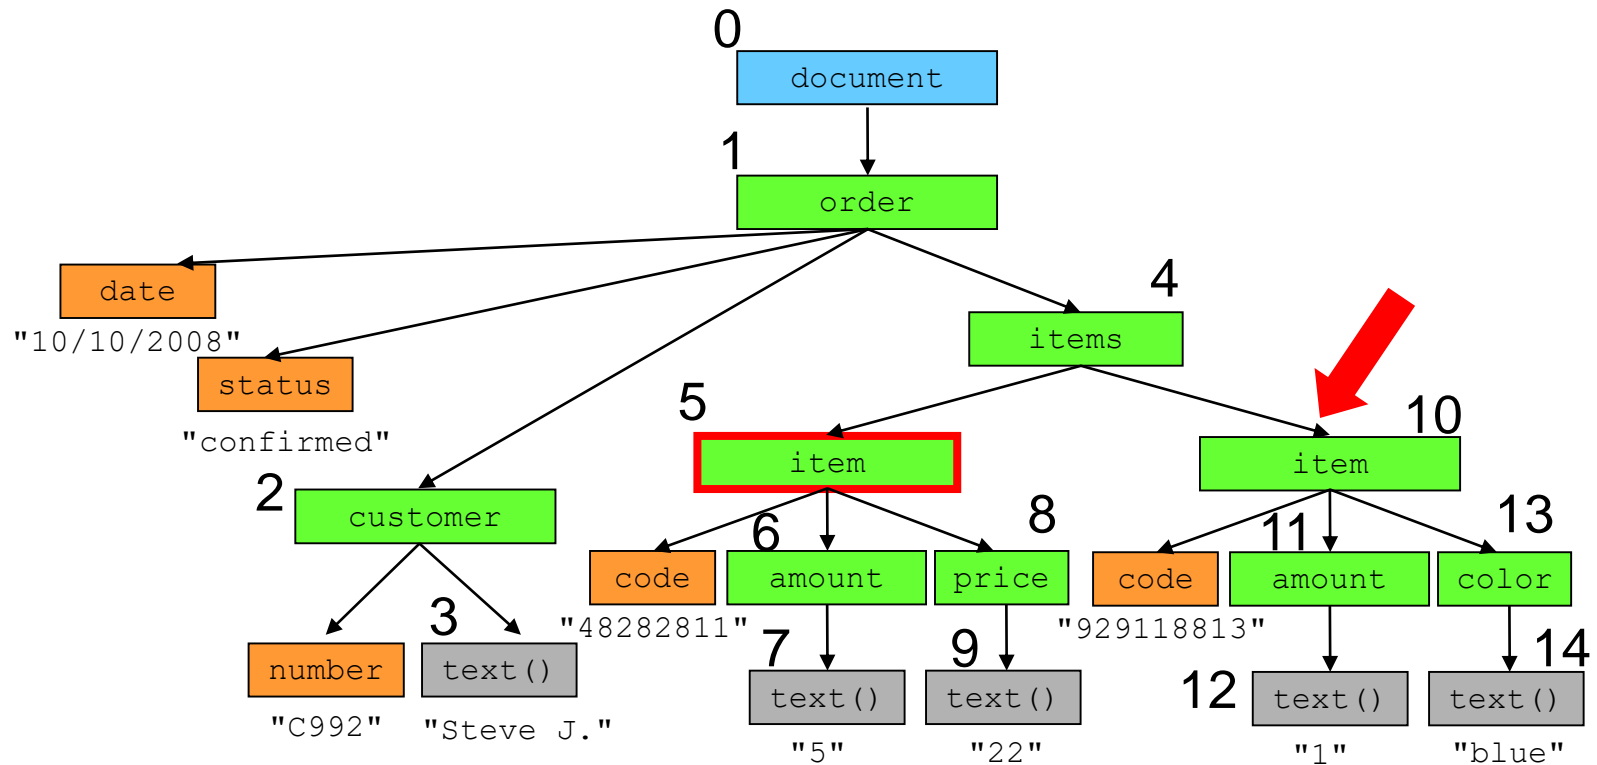 0
document
1
order
date
"10/10/2008"
status
"confirmed"
4
items
5
item
10
item
2
customer
code
"48282811"
6
amount
8
price
code
"929118813"
11
amount
13
color
number
"C992"
3
text()
"Steve J."
7
text()
"5"
9
text()
"22"
12
text()
"1"
14
text()
"blue"